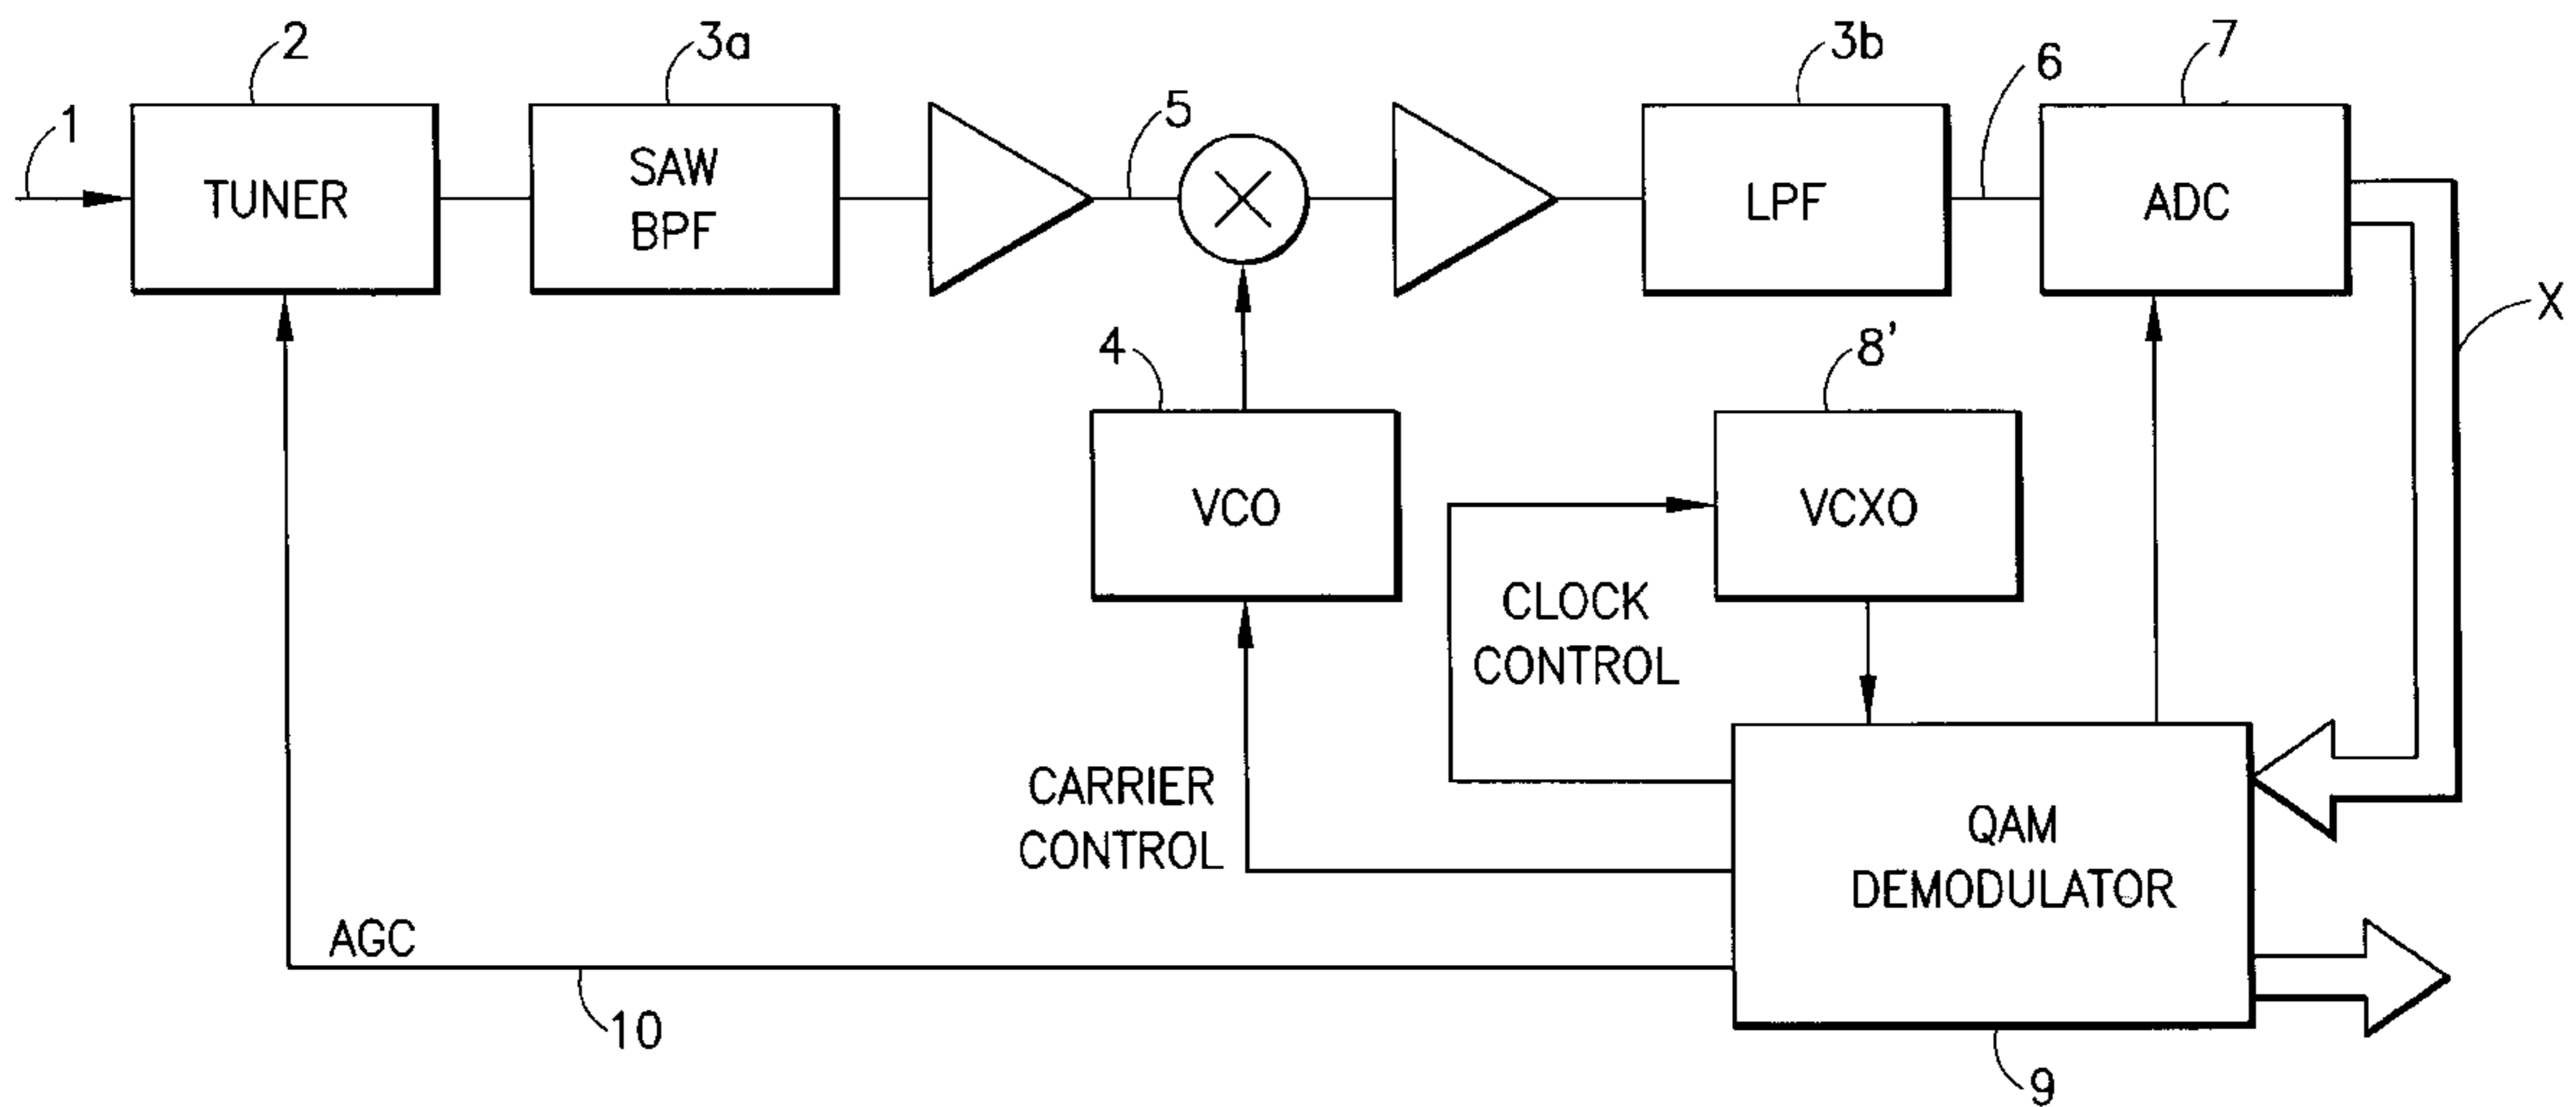 2
3a
3b
7
6
1
5
TUNER
SAW
BPF
LPF
ADC
X
4
8'
VCO
VCXO
CLOCK
CONTROL
CARRIER
CONTROL
QAM
DEMODULATOR
AGC
10
9